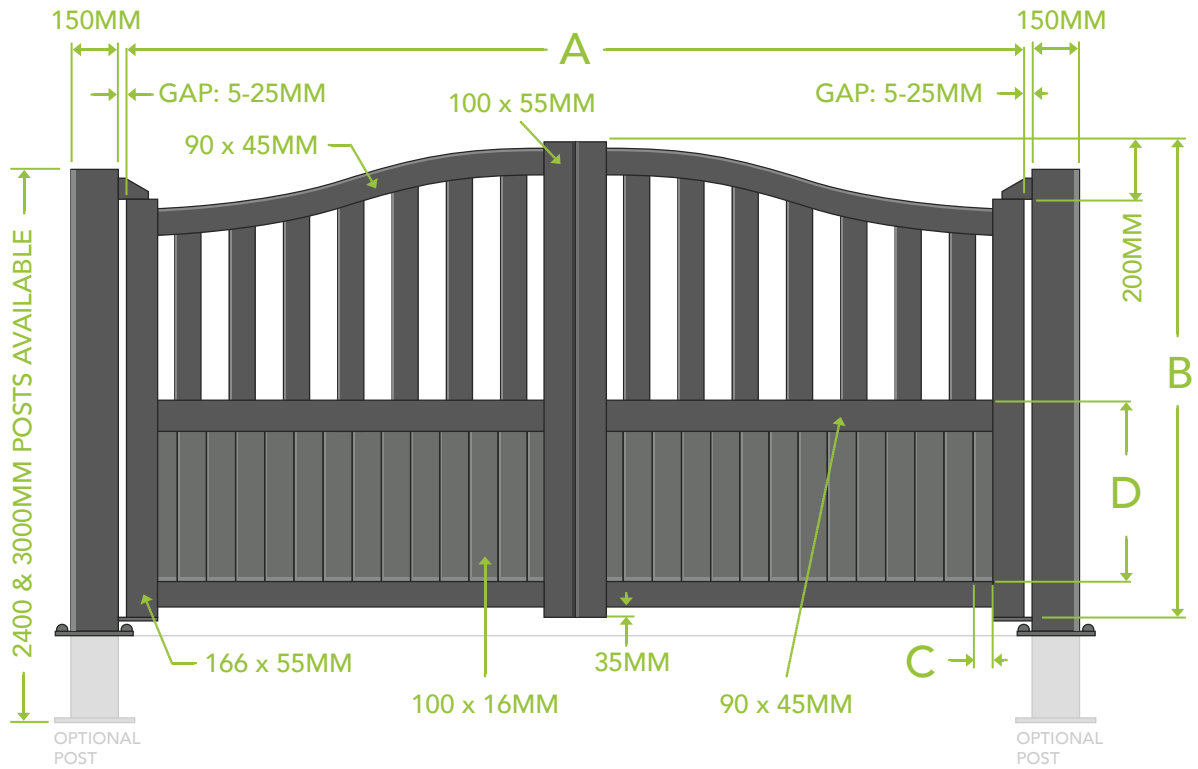 150MM
150MM
A
GAP: 5-25MM
GAP: 5-25MM
100 x 55MM
90 x 45MM
2400 & 3000MM POSTS AVAILABLE
200MM
B
D
C
35MM
166 x 55MM
100 x 16MM
90 x 45MM
OPTIONAL
POST
OPTIONAL
POST